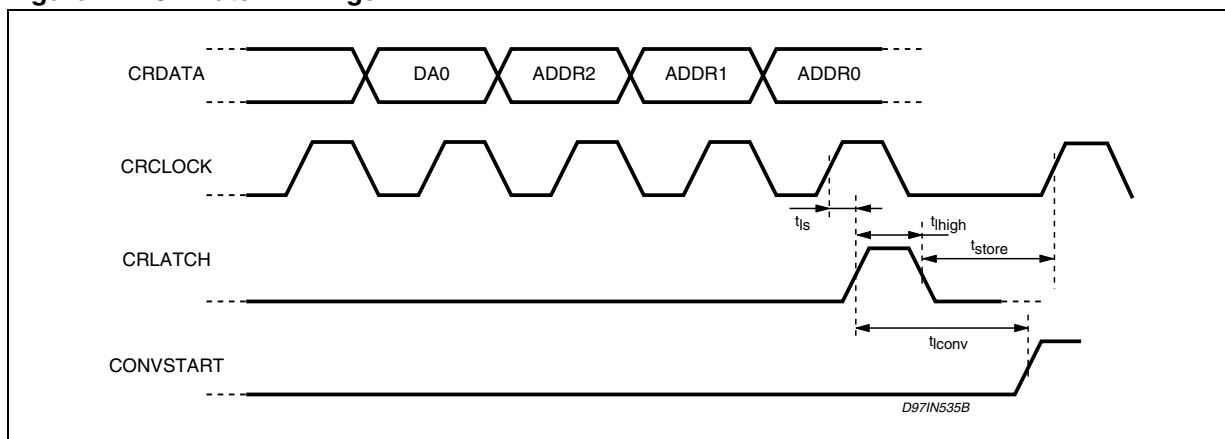 CRDATA
DA0
ADDR2
ADDR1
ADDR0
CRCLOCK
tls
tlhigh
tstore
CRLATCH
tlconv
CONVSTART
D97IN535B